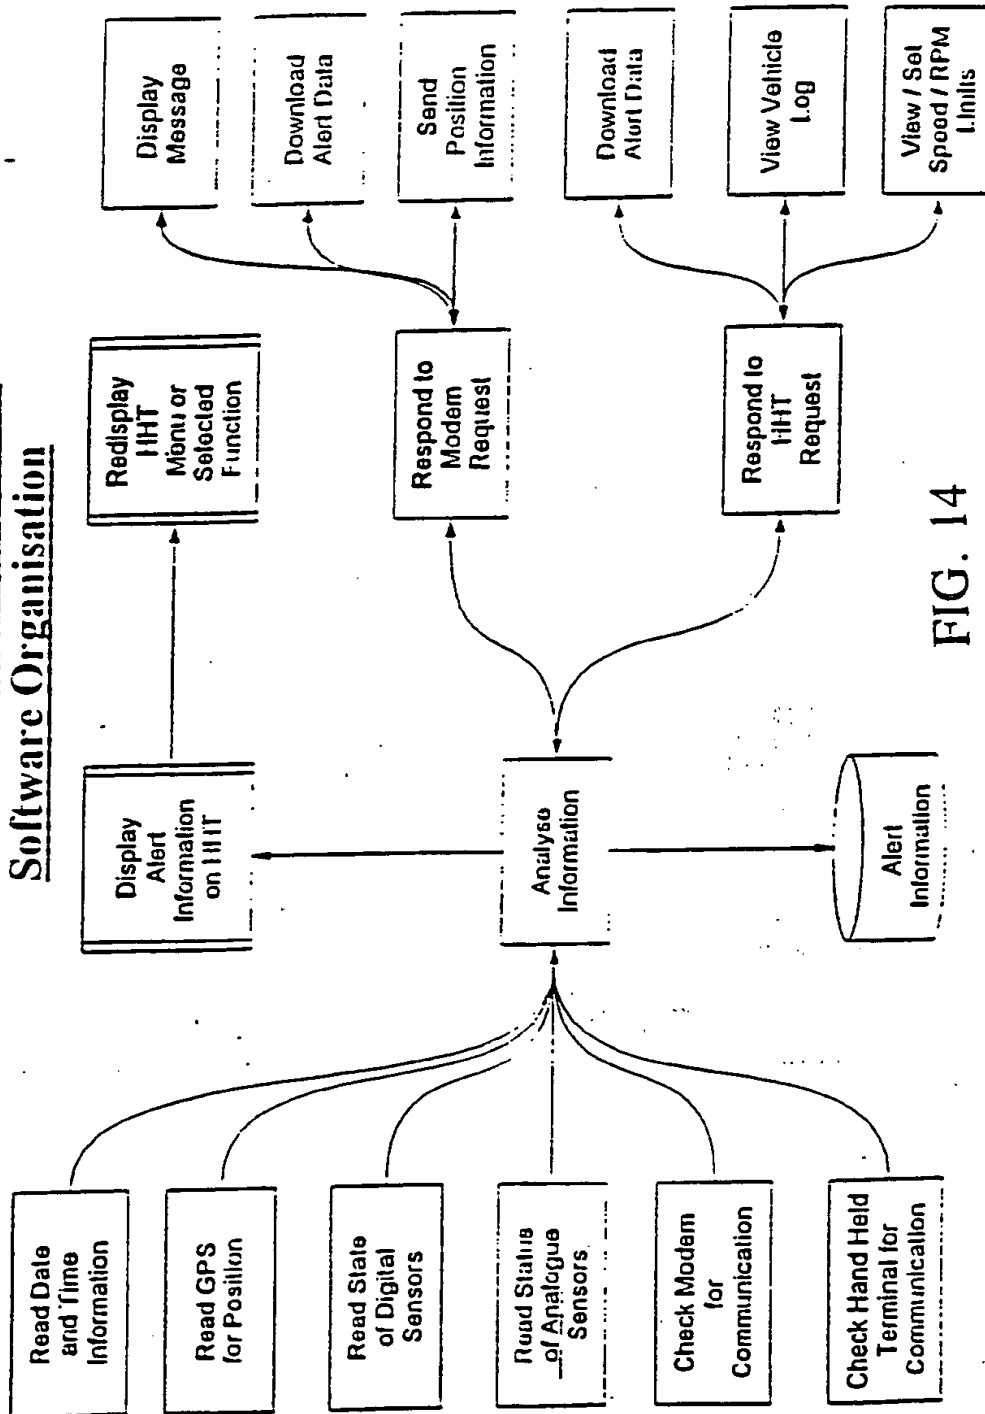 Software Organisation
Read Date
and Time
Information
Read GPS
for Position
Read State
of Digital
Sensors
Read Status
of Analogue
Sensors
Check Modem
for
Communication
Check Hand Held
Terminal for
Communication
Display
Alert
Information
on HHT
Analyse
Information
Alert
Information
Redisplay
HHT
Menu or
Selected
Function
Respond to
Modem
Request
Respond to
HHT
Request
Display
Message
Download
Alert Data
Send
Position
Information
Download
Alert Data
View Vehicle
Log
View / Set
Speed / RPM
Limits
FIG. 14